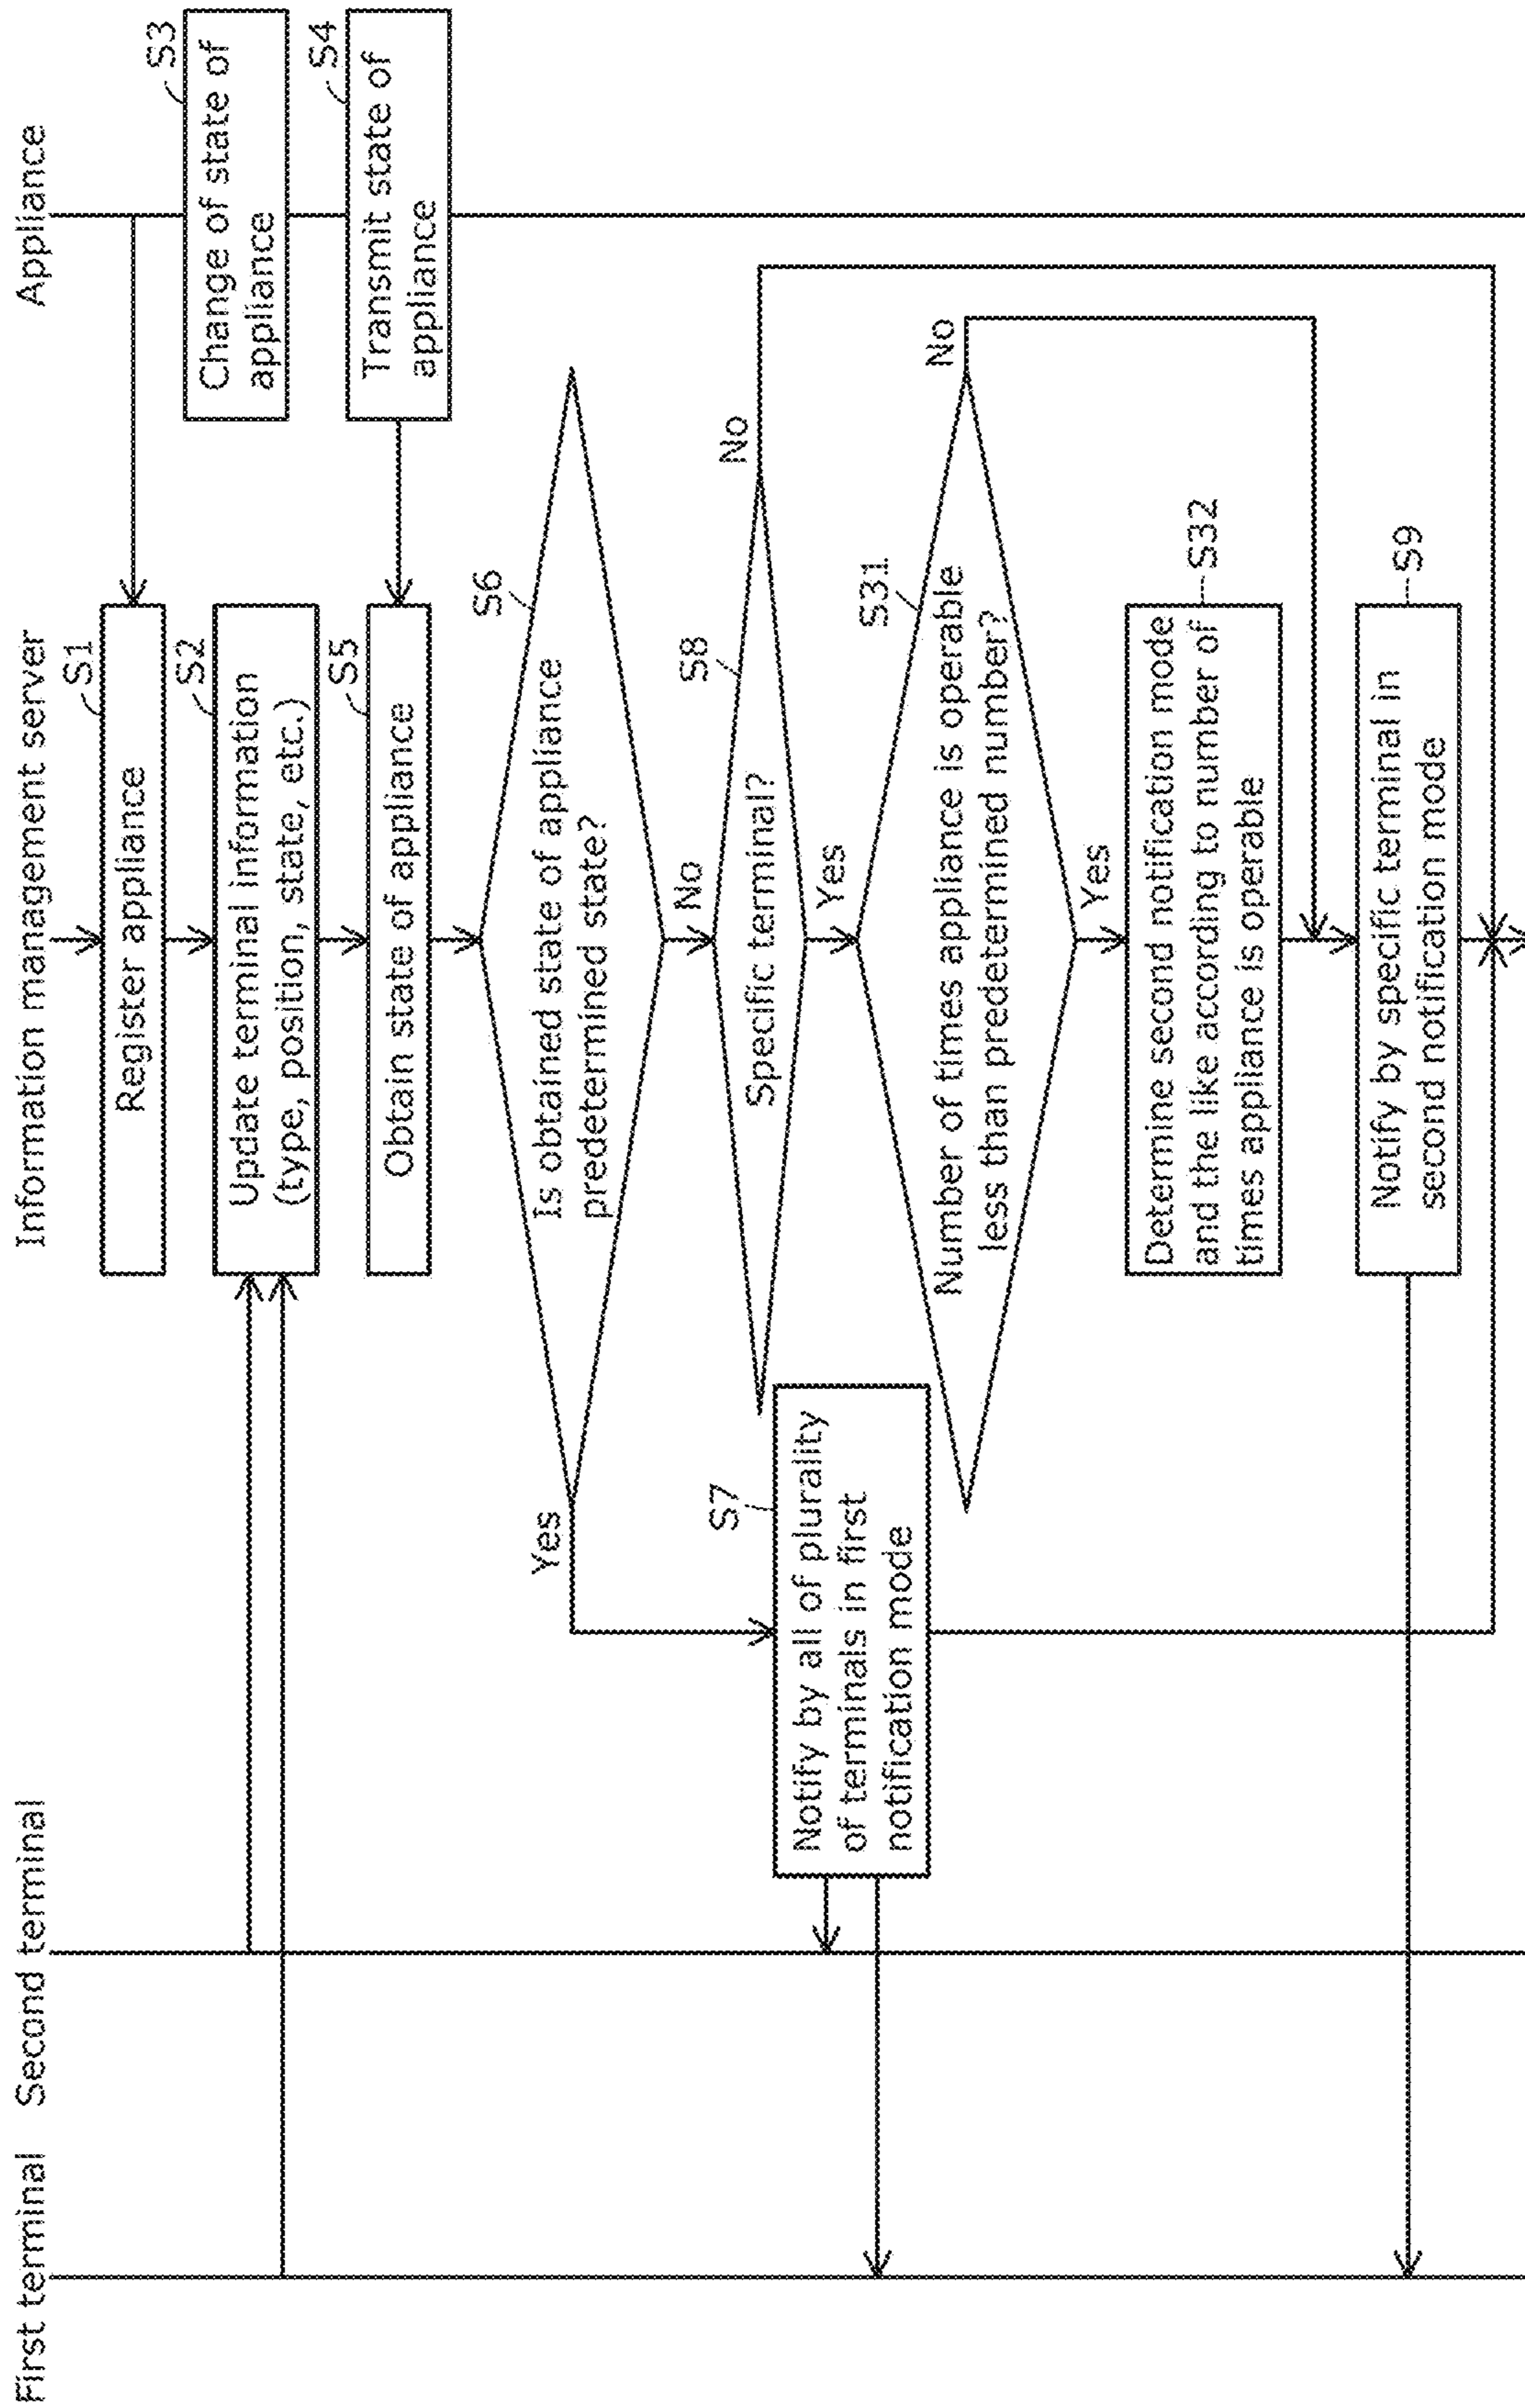 First terminal
Second terminal
Information management server
Appliance
S1
Register appliance
S2
Update terminal information
(type, position, state, etc.)
S3
Change of state of
appliance
S4
Transmit state of
appliance
S5
Obtain state of appliance
S6
Is obtained state of appliance
predetermined state?
Yes
No
S7
Notify by all of plurality
of terminals in first
notification mode
S8
Specific terminal?
No
Yes
S31
Number of times appliance is operable
less than predetermined number?
No
Yes
S32
Determine second notification mode
and the like according to number of
times appliance is operable
S9
Notify by specific terminal in
second notification mode